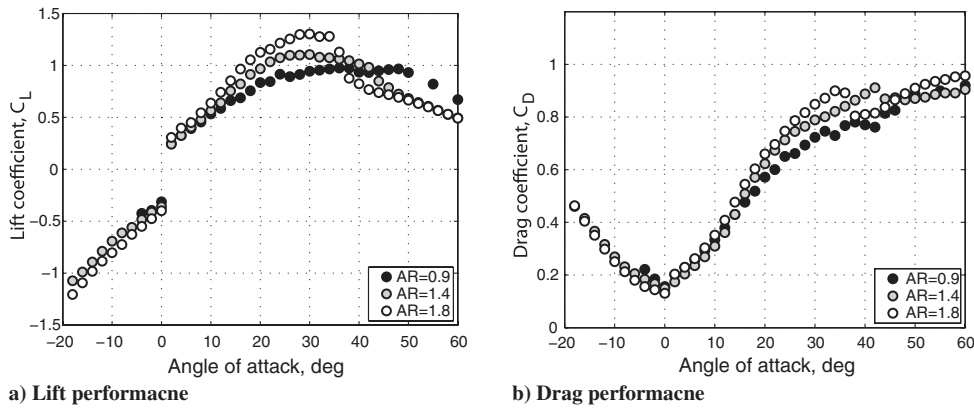 1.5
1
0.5
0
−0.5
−1
−1.5
Lift coefficient, C_L
−20 −10 0 10 20 30 40 50 60
Angle of attack, deg
AR=0.9
AR=1.4
AR=1.8
a) Lift performacne
1
0.8
0.6
0.4
0.2
0
Drag coefficient, C_D
−20 −10 0 10 20 30 40 50 60
Angle of attack, deg
AR=0.9
AR=1.4
AR=1.8
b) Drag performacne